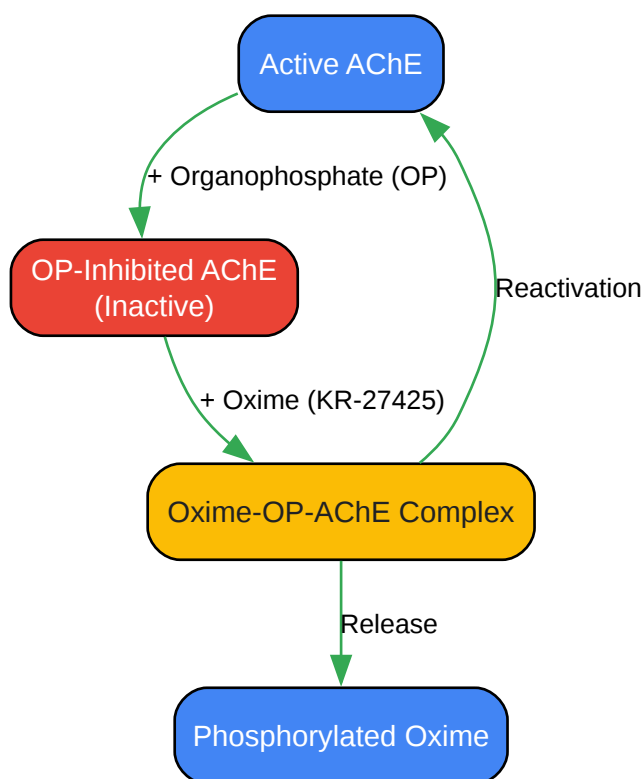 Active AChE
+ Organophosphate (OP)
OP-Inhibited AChE
(Inactive)
Reactivation
+ Oxime (KR-27425)
Oxime-OP-AChE Complex
Release
Phosphorylated Oxime